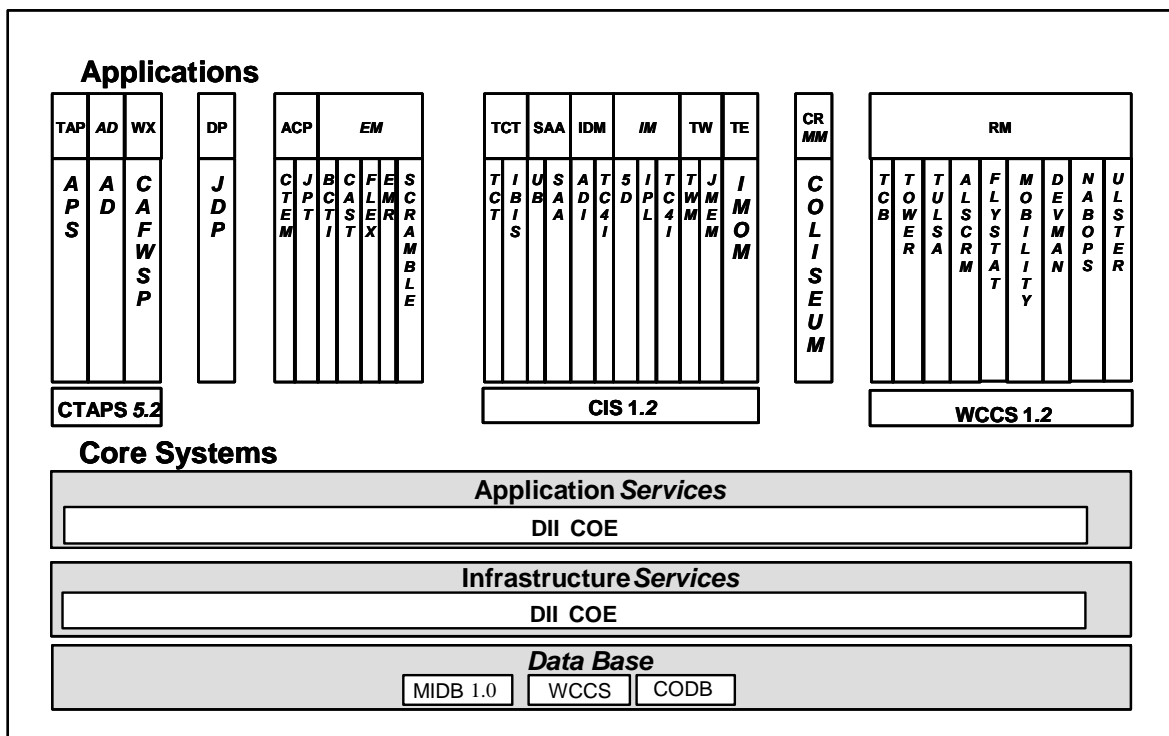 Applications
TAP AD WX DP ACP EM TCT SAA IDM IM TW TE CR MM RM
APS
AD
CAFWSP
JDP
CTEM
JPT
BCTI
CAST
FLEX
EMR
SCRAMBLE
TCT
IBIS
UB
SAA
ADI
TC4I
5D
IPL
TC4I
TWM
JMEM
IMOM
COLISEUM
TCB
TOWER
TULSA
ALSCRM
FLYSTAT
MOBILITY
DEVMAN
NABOPS
ULSTER
CTAPS 5.2 CIS 1.2 WCCS 1.2
Core Systems
Application Services
DII COE
Infrastructure Services
DII COE
Data Base
MIDB 1.0 WCCS CODB